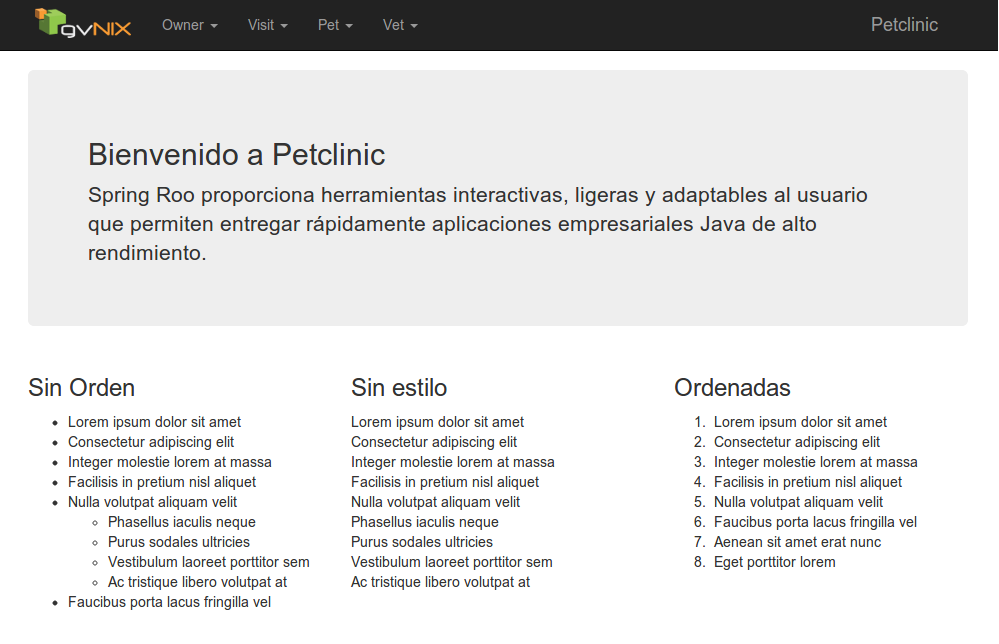 gvNIX Owner Visit Pet Vet Petclinic
Bienvenido a Petclinic
Spring Roo proporciona herramientas interactivas, ligeras y adaptables al usuario
que permiten entregar rápidamente aplicaciones empresariales Java de alto
rendimiento.
Sin Orden
Lorem ipsum dolor sit amet
Consectetur adipiscing elit
Integer molestie lorem at massa
Facilisis in pretium nisl aliquet
Nulla volutpat aliquam velit
Phasellus iaculis neque
Purus sodales ultricies
Vestibulum laoreet porttitor sem
Ac tristique libero volutpat at
Faucibus porta lacus fringilla vel
Sin estilo
Lorem ipsum dolor sit amet
Consectetur adipiscing elit
Integer molestie lorem at massa
Facilisis in pretium nisl aliquet
Nulla volutpat aliquam velit
Phasellus iaculis neque
Purus sodales ultricies
Vestibulum laoreet porttitor sem
Ac tristique libero volutpat at
Ordenadas
1. Lorem ipsum dolor sit amet
2. Consectetur adipiscing elit
3. Integer molestie lorem at massa
4. Facilisis in pretium nisl aliquet
5. Nulla volutpat aliquam velit
6. Faucibus porta lacus fringilla vel
7. Aenean sit amet erat nunc
8. Eget porttitor lorem